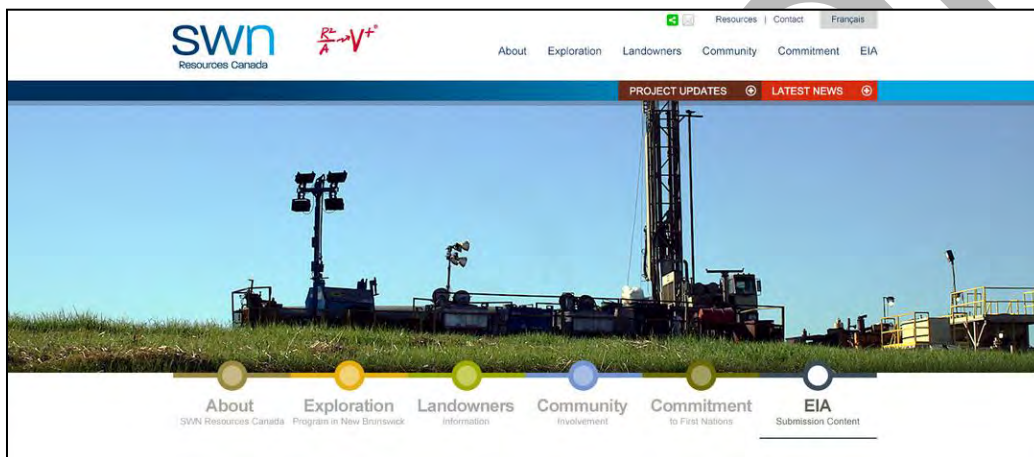 Resources | Contact Français
swn
Resources Canada
R²/A → V+®
About Exploration Landowners Community Commitment EIA
PROJECT UPDATES LATEST NEWS
About Exploration Landowners Community Commitment EIA
SWN Resources Canada Program in New Brunswick Information Involvement to First Nations Submission Content